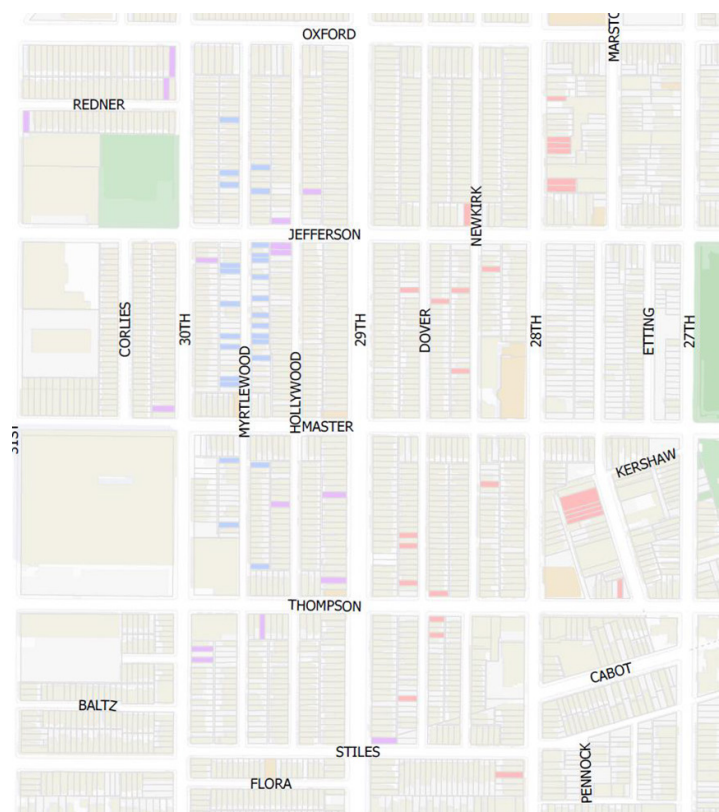 OXFORD
MARSTO
REDNER
NEWKIRK
JEFFERSON
CORLIES
30TH
29TH
DOVER
28TH
ETTING
27TH
MYRTLEWOOD
HOLLYWOOD
MASTER
31ST
KERSHAW
THOMPSON
CABOT
BALTZ
STILES
PENNOCK
FLORA